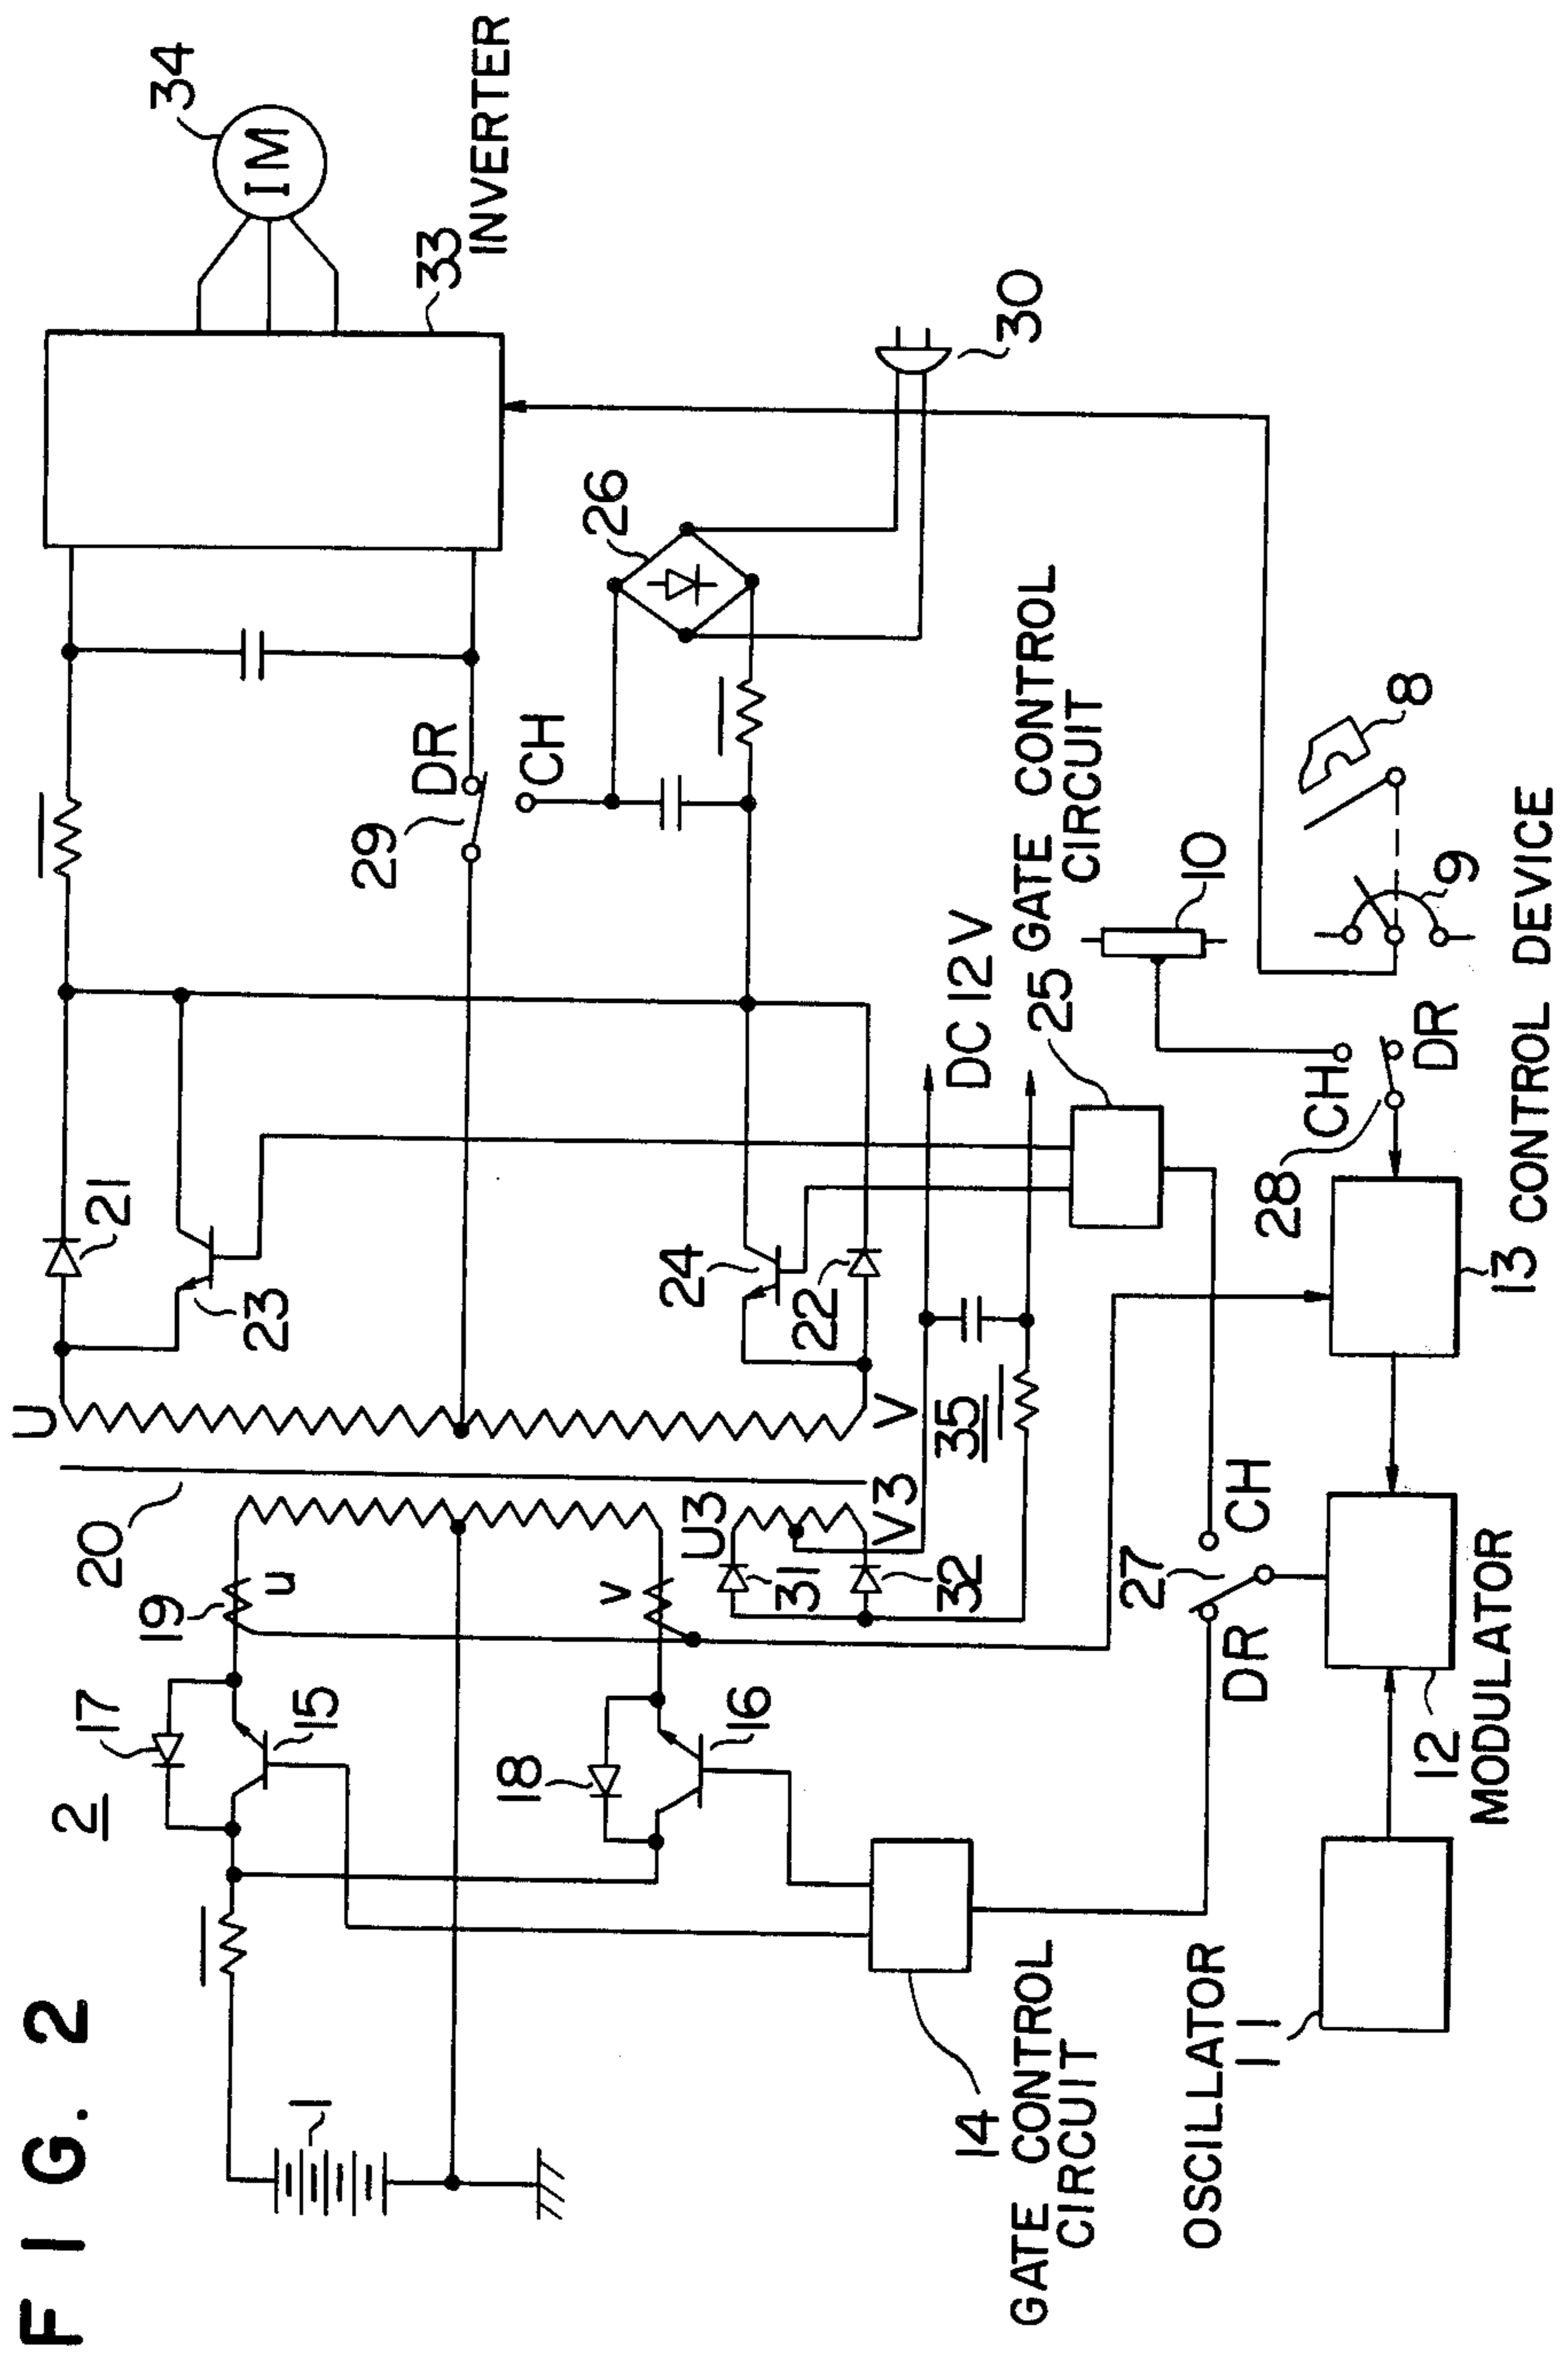 FIG. 2
2
17
19
20
U
21
34
IM
15
u
23
1
29
DR
33
INVERTER
18
16
v
U3
V3
V
24
22
CH
26
31
32
35
DC 12V
30
14
GATE CONTROL
CIRCUIT
25
GATE CONTROL
CIRCUIT
27
DR
CH
10
28
CH
DR
8
9
OSCILLATOR
11
12
MODULATOR
13
CONTROL DEVICE